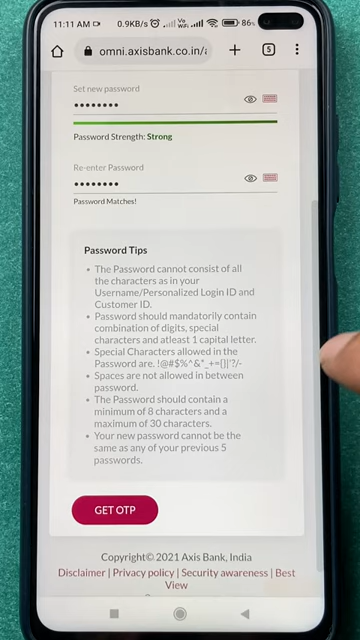 11:11 AM
0.9KB/s
Vo
WiFi
86
omni.axisbank.co.in/a
5
Set new password
••••••••
Password Strength: Strong
Re-enter Password
••••••••
Password Matches!
Password Tips
• The Password cannot consist of all
the characters as in your
Username/Personalized Login ID and
Customer ID.
• Password should mandatorily contain
combination of digits, special
characters and atleast 1 capital letter.
• Special Characters allowed in the
Password are. !@#$%^&*_+={}|'?/-
• Spaces are not allowed in between
password.
• The Password should contain a
minimum of 8 characters and a
maximum of 30 characters.
• Your new password cannot be the
same as any of your previous 5
passwords.
GET OTP
Copyright© 2021 Axis Bank, India
Disclaimer | Privacy policy | Security awareness | Best
View